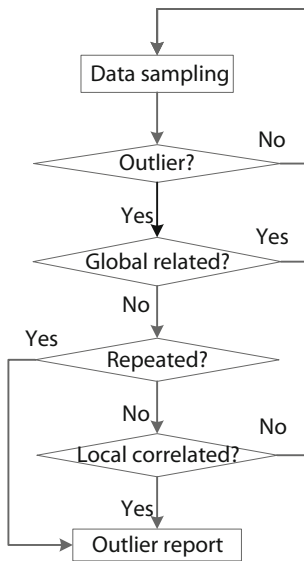 Data sampling
No
Outlier?
Yes
Yes
Global related?
No
Yes
Repeated?
No
No
Local correlated?
Yes
Outlier report